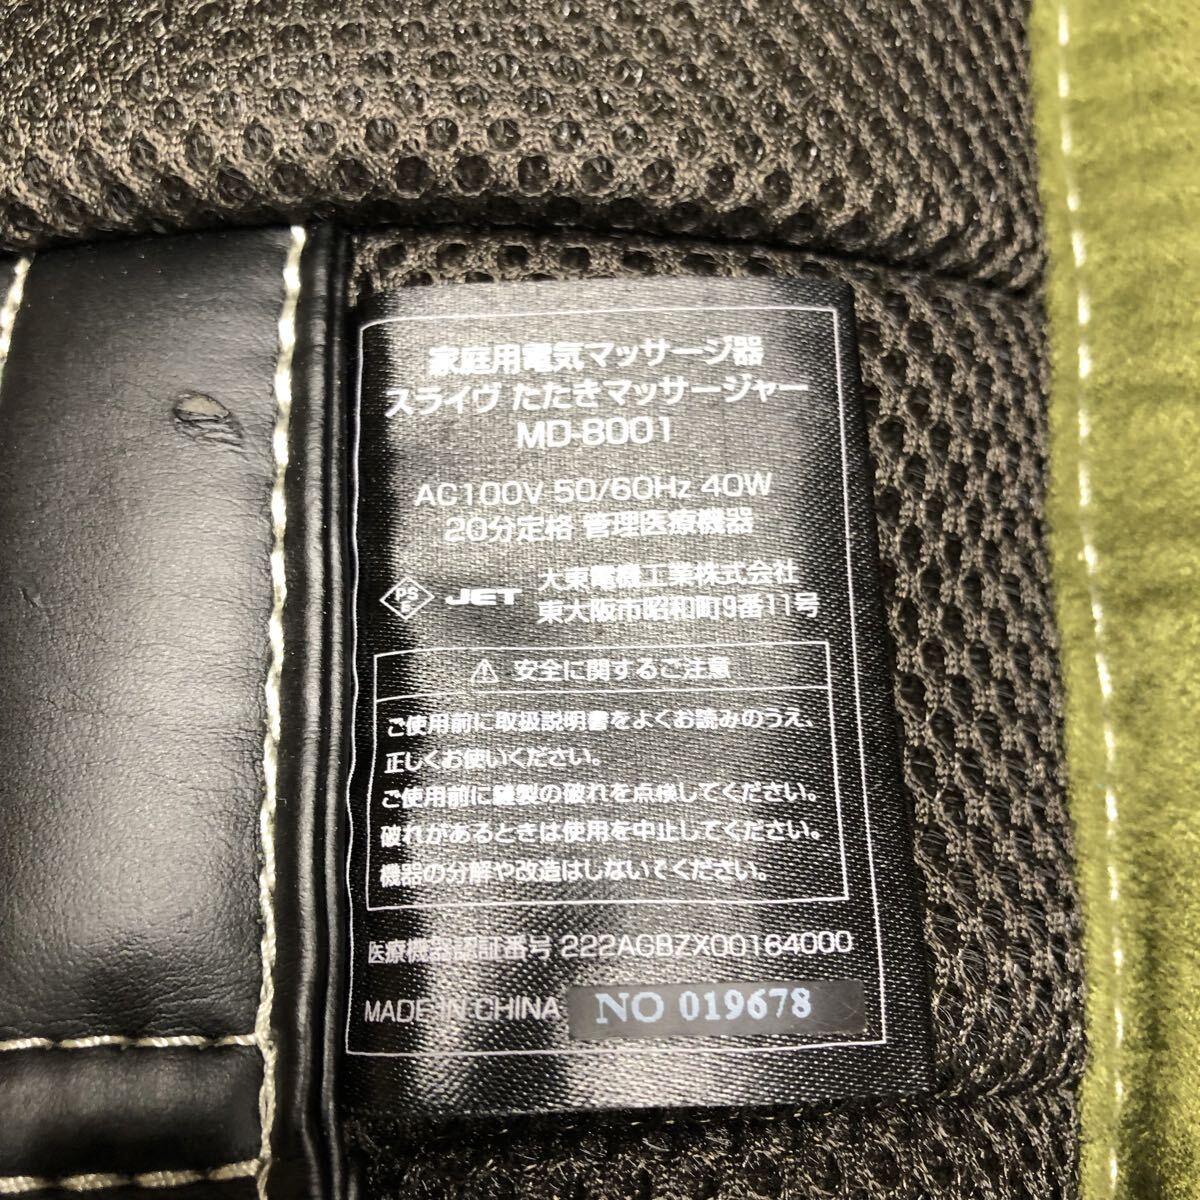 家庭用電気マッサージ器
スライヴ たたきマッサージャー
MD-8001
AC100V 50/60Hz 40W
20分定格 管理医療機器
PS
E
JET
大東電機工業株式会社
東大阪市昭和町9番11号
⚠ 安全に関するご注意
ご使用前に取扱説明書をよくお読みのうえ、
正しくお使いください。
ご使用前に縫製の破れを点検してください。
破れがあるときは使用を中止してください。
機器の分解や改造はしないでください。
医療機器認証番号 222AGBZX00164000
MADE IN CHINA NO 019678